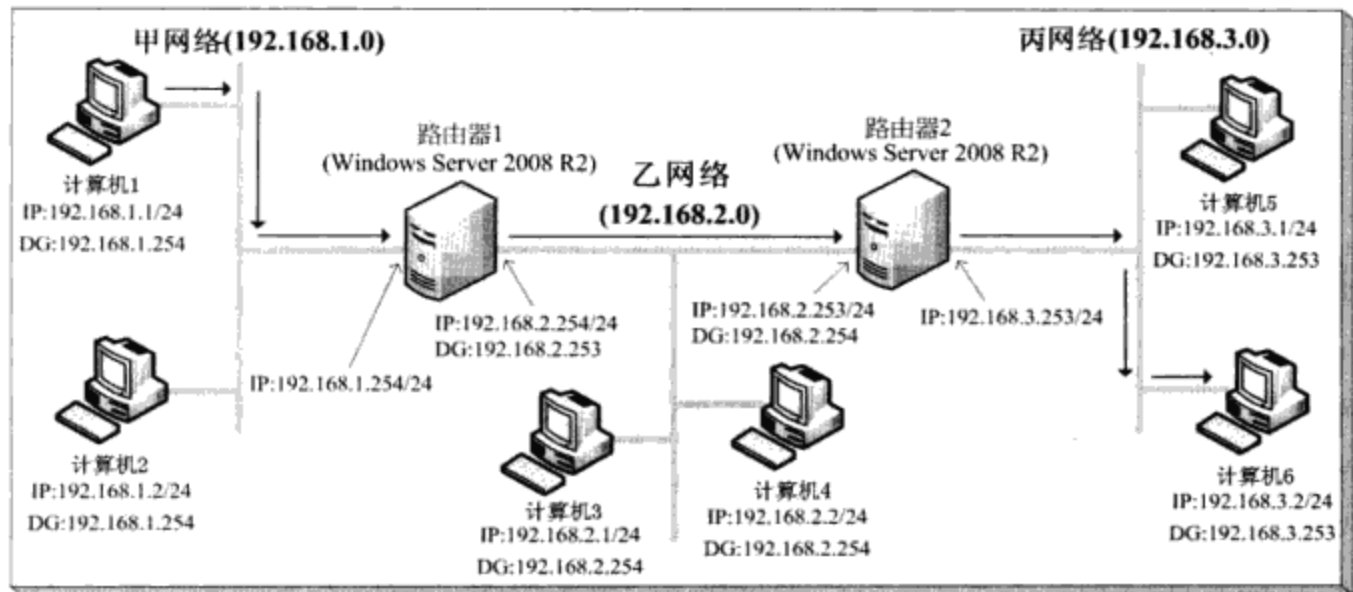 甲网络(192.168.1.0)
丙网络(192.168.3.0)
路由器1
(Windows Server 2008 R2)
路由器2
(Windows Server 2008 R2)
乙网络
(192.168.2.0)
计算机1
IP:192.168.1.1/24
DG:192.168.1.254
计算机5
IP:192.168.3.1/24
DG:192.168.3.253
IP:192.168.2.254/24
DG:192.168.2.253
IP:192.168.2.253/24
DG:192.168.2.254
IP:192.168.3.253/24
IP:192.168.1.254/24
计算机2
IP:192.168.1.2/24
DG:192.168.1.254
计算机3
IP:192.168.2.1/24
DG:192.168.2.254
计算机4
IP:192.168.2.2/24
DG:192.168.2.254
计算机6
IP:192.168.3.2/24
DG:192.168.3.253